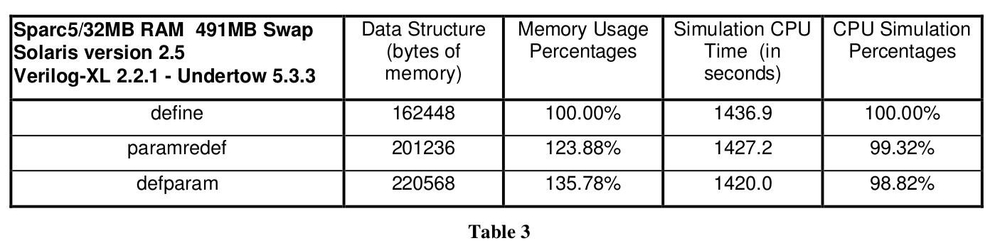 Sparc5/32MB RAM  491MB Swap
Solaris version 2.5
Verilog-XL 2.2.1 - Undertow 5.3.3
Data Structure
(bytes of
memory)
Memory Usage
Percentages
Simulation CPU
Time  (in
seconds)
CPU Simulation
Percentages
define
162448
100.00%
1436.9
100.00%
paramredef
201236
123.88%
1427.2
99.32%
defparam
220568
135.78%
1420.0
98.82%
Table 3